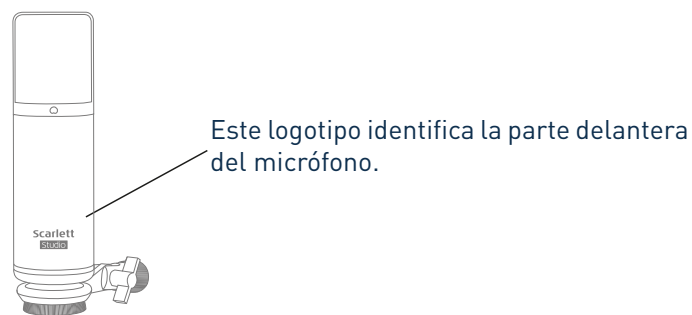 Este logotipo identifica la parte delantera
del micrófono.
Scarlett
Studio